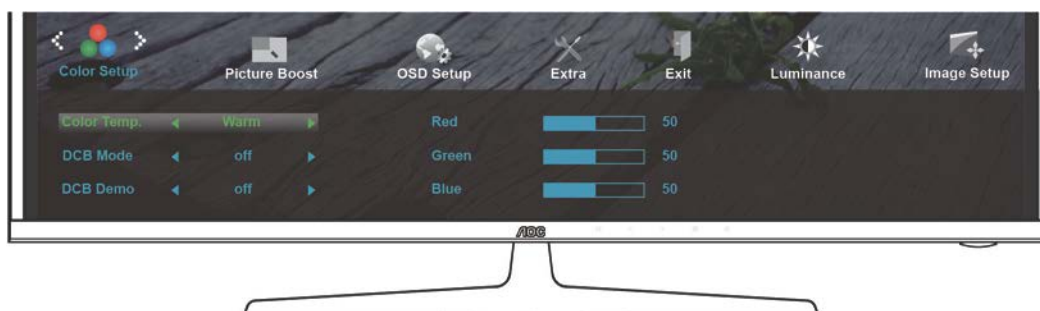 Color Setup Picture Boost OSD Setup Extra Exit Luminance Image Setup
Color Temp. Warm Red 50
DCB Mode off Green 50
DCB Demo off Blue 50
AOC